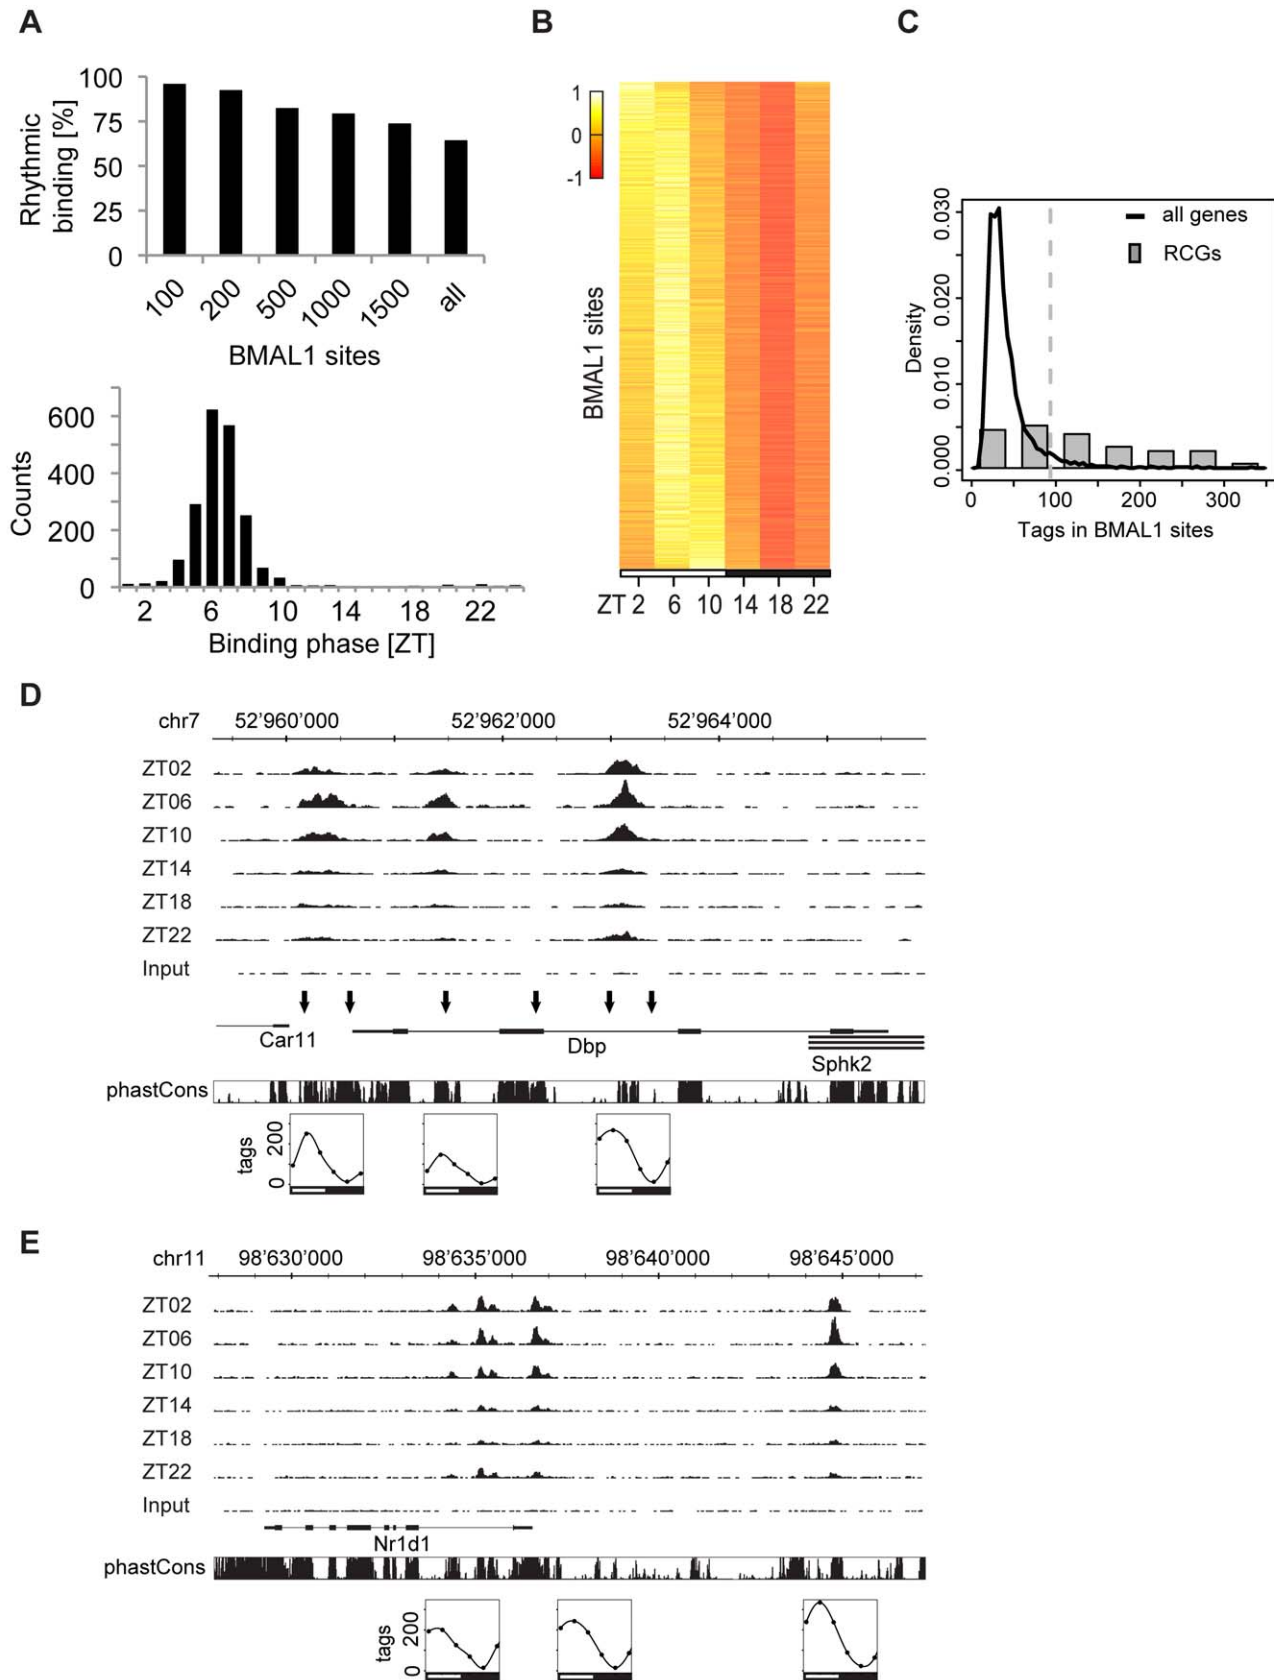 A
Rhythmic
binding [%]
100
75
50
25
0
100 200 500 1000 1500 all
BMAL1 sites
Counts
600
400
200
0
2 6 10 14 18 22
Binding phase [ZT]
B
1
0
-1
BMAL1 sites
ZT 2 6 10 14 18 22
C
Density
0.030
0.020
0.010
0.000
all genes
RCGs
0 100 200 300
Tags in BMAL1 sites
D
chr7 52'960'000 52'962'000 52'964'000
ZT02
ZT06
ZT10
ZT14
ZT18
ZT22
Input
Car11 Dbp Sphk2
phastCons
tags
200
0
E
chr11 98'630'000 98'635'000 98'640'000 98'645'000
ZT02
ZT06
ZT10
ZT14
ZT18
ZT22
Input
Nr1d1
phastCons
tags
200
0